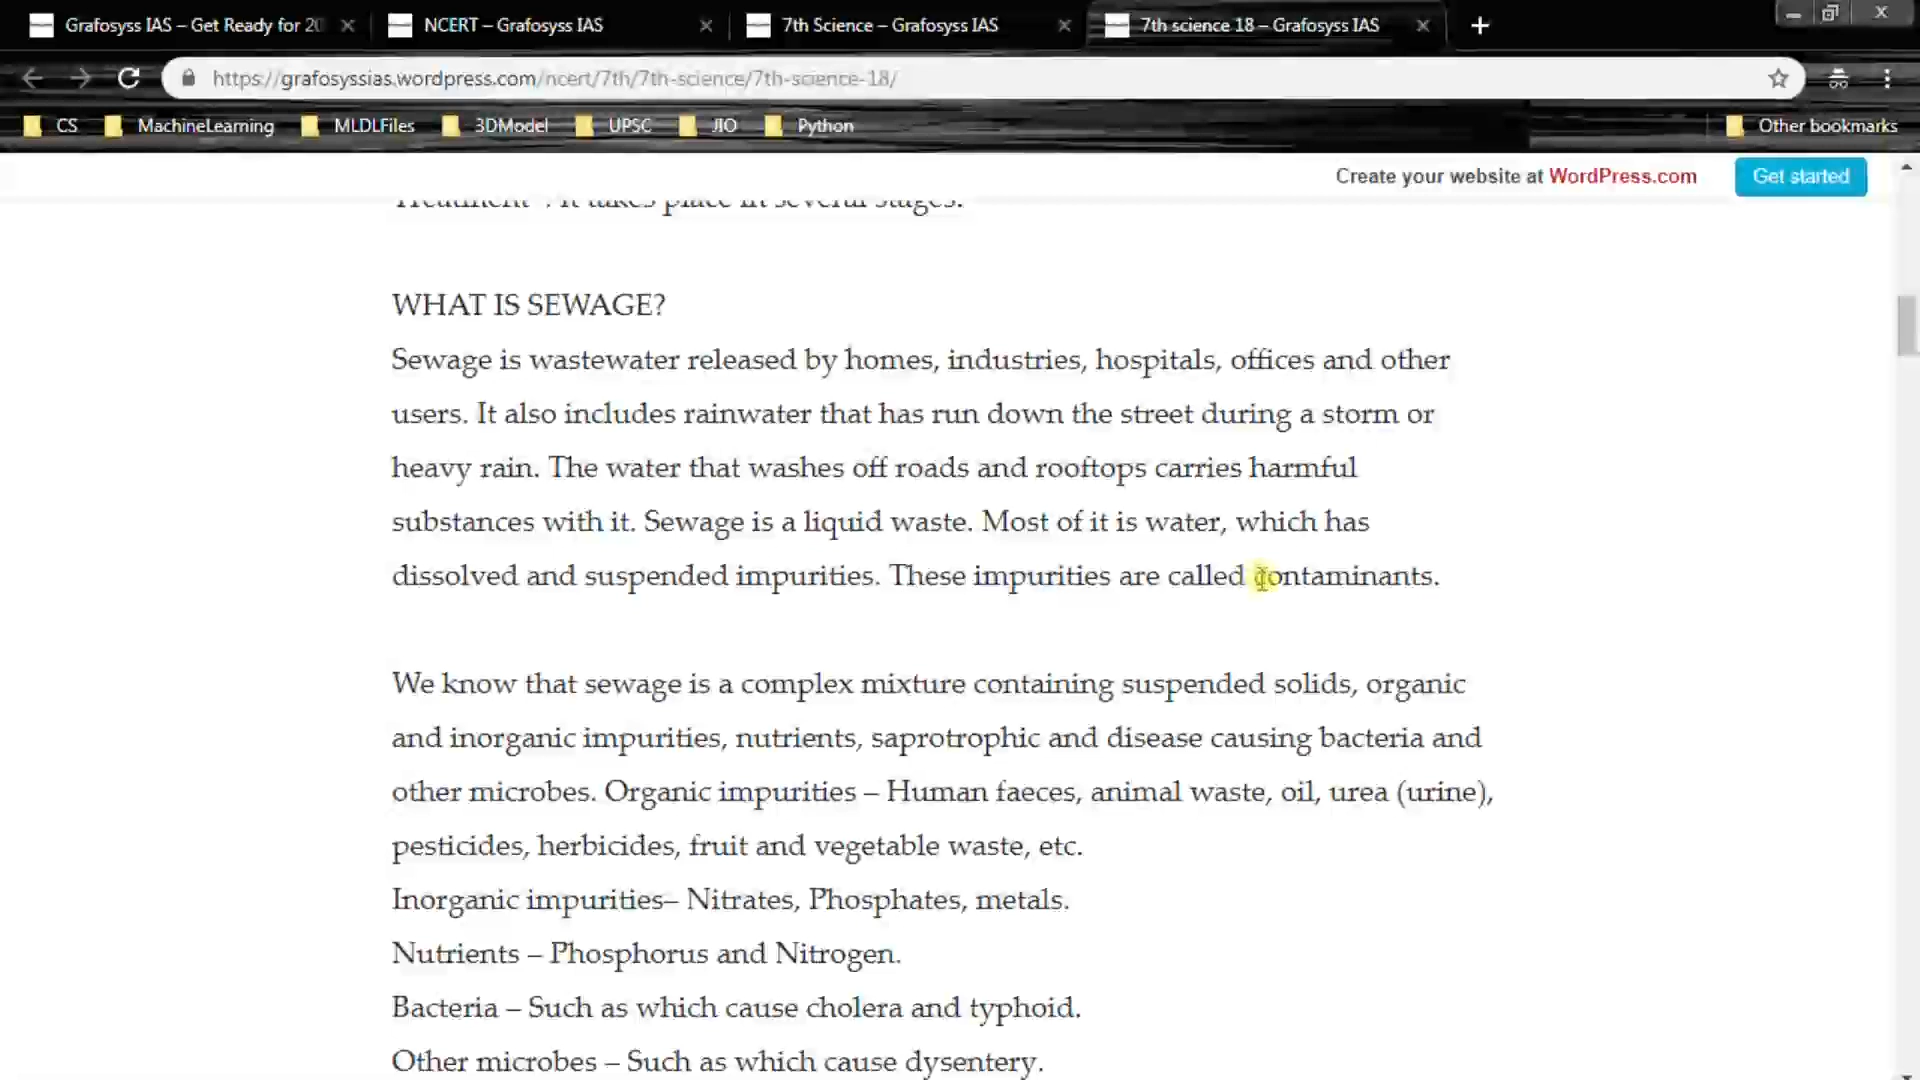 Grafosyss IAS – Get Ready for 20
NCERT – Grafosyss IAS
7th Science – Grafosyss IAS
7th science 18 – Grafosyss IAS
https://grafosyssias.wordpress.com/ncert/7th/7th-science/7th-science-18/
CS
MachineLearning
MLDLFiles
3DModel
UPSC
JIO
Python
Other bookmarks
Create your website at WordPress.com
Get started
Treatment". It takes place in several stages.
WHAT IS SEWAGE?
Sewage is wastewater released by homes, industries, hospitals, offices and other
users. It also includes rainwater that has run down the street during a storm or
heavy rain. The water that washes off roads and rooftops carries harmful
substances with it. Sewage is a liquid waste. Most of it is water, which has
dissolved and suspended impurities. These impurities are called contaminants.
We know that sewage is a complex mixture containing suspended solids, organic
and inorganic impurities, nutrients, saprotrophic and disease causing bacteria and
other microbes. Organic impurities – Human faeces, animal waste, oil, urea (urine),
pesticides, herbicides, fruit and vegetable waste, etc.
Inorganic impurities– Nitrates, Phosphates, metals.
Nutrients – Phosphorus and Nitrogen.
Bacteria – Such as which cause cholera and typhoid.
Other microbes – Such as which cause dysentery.